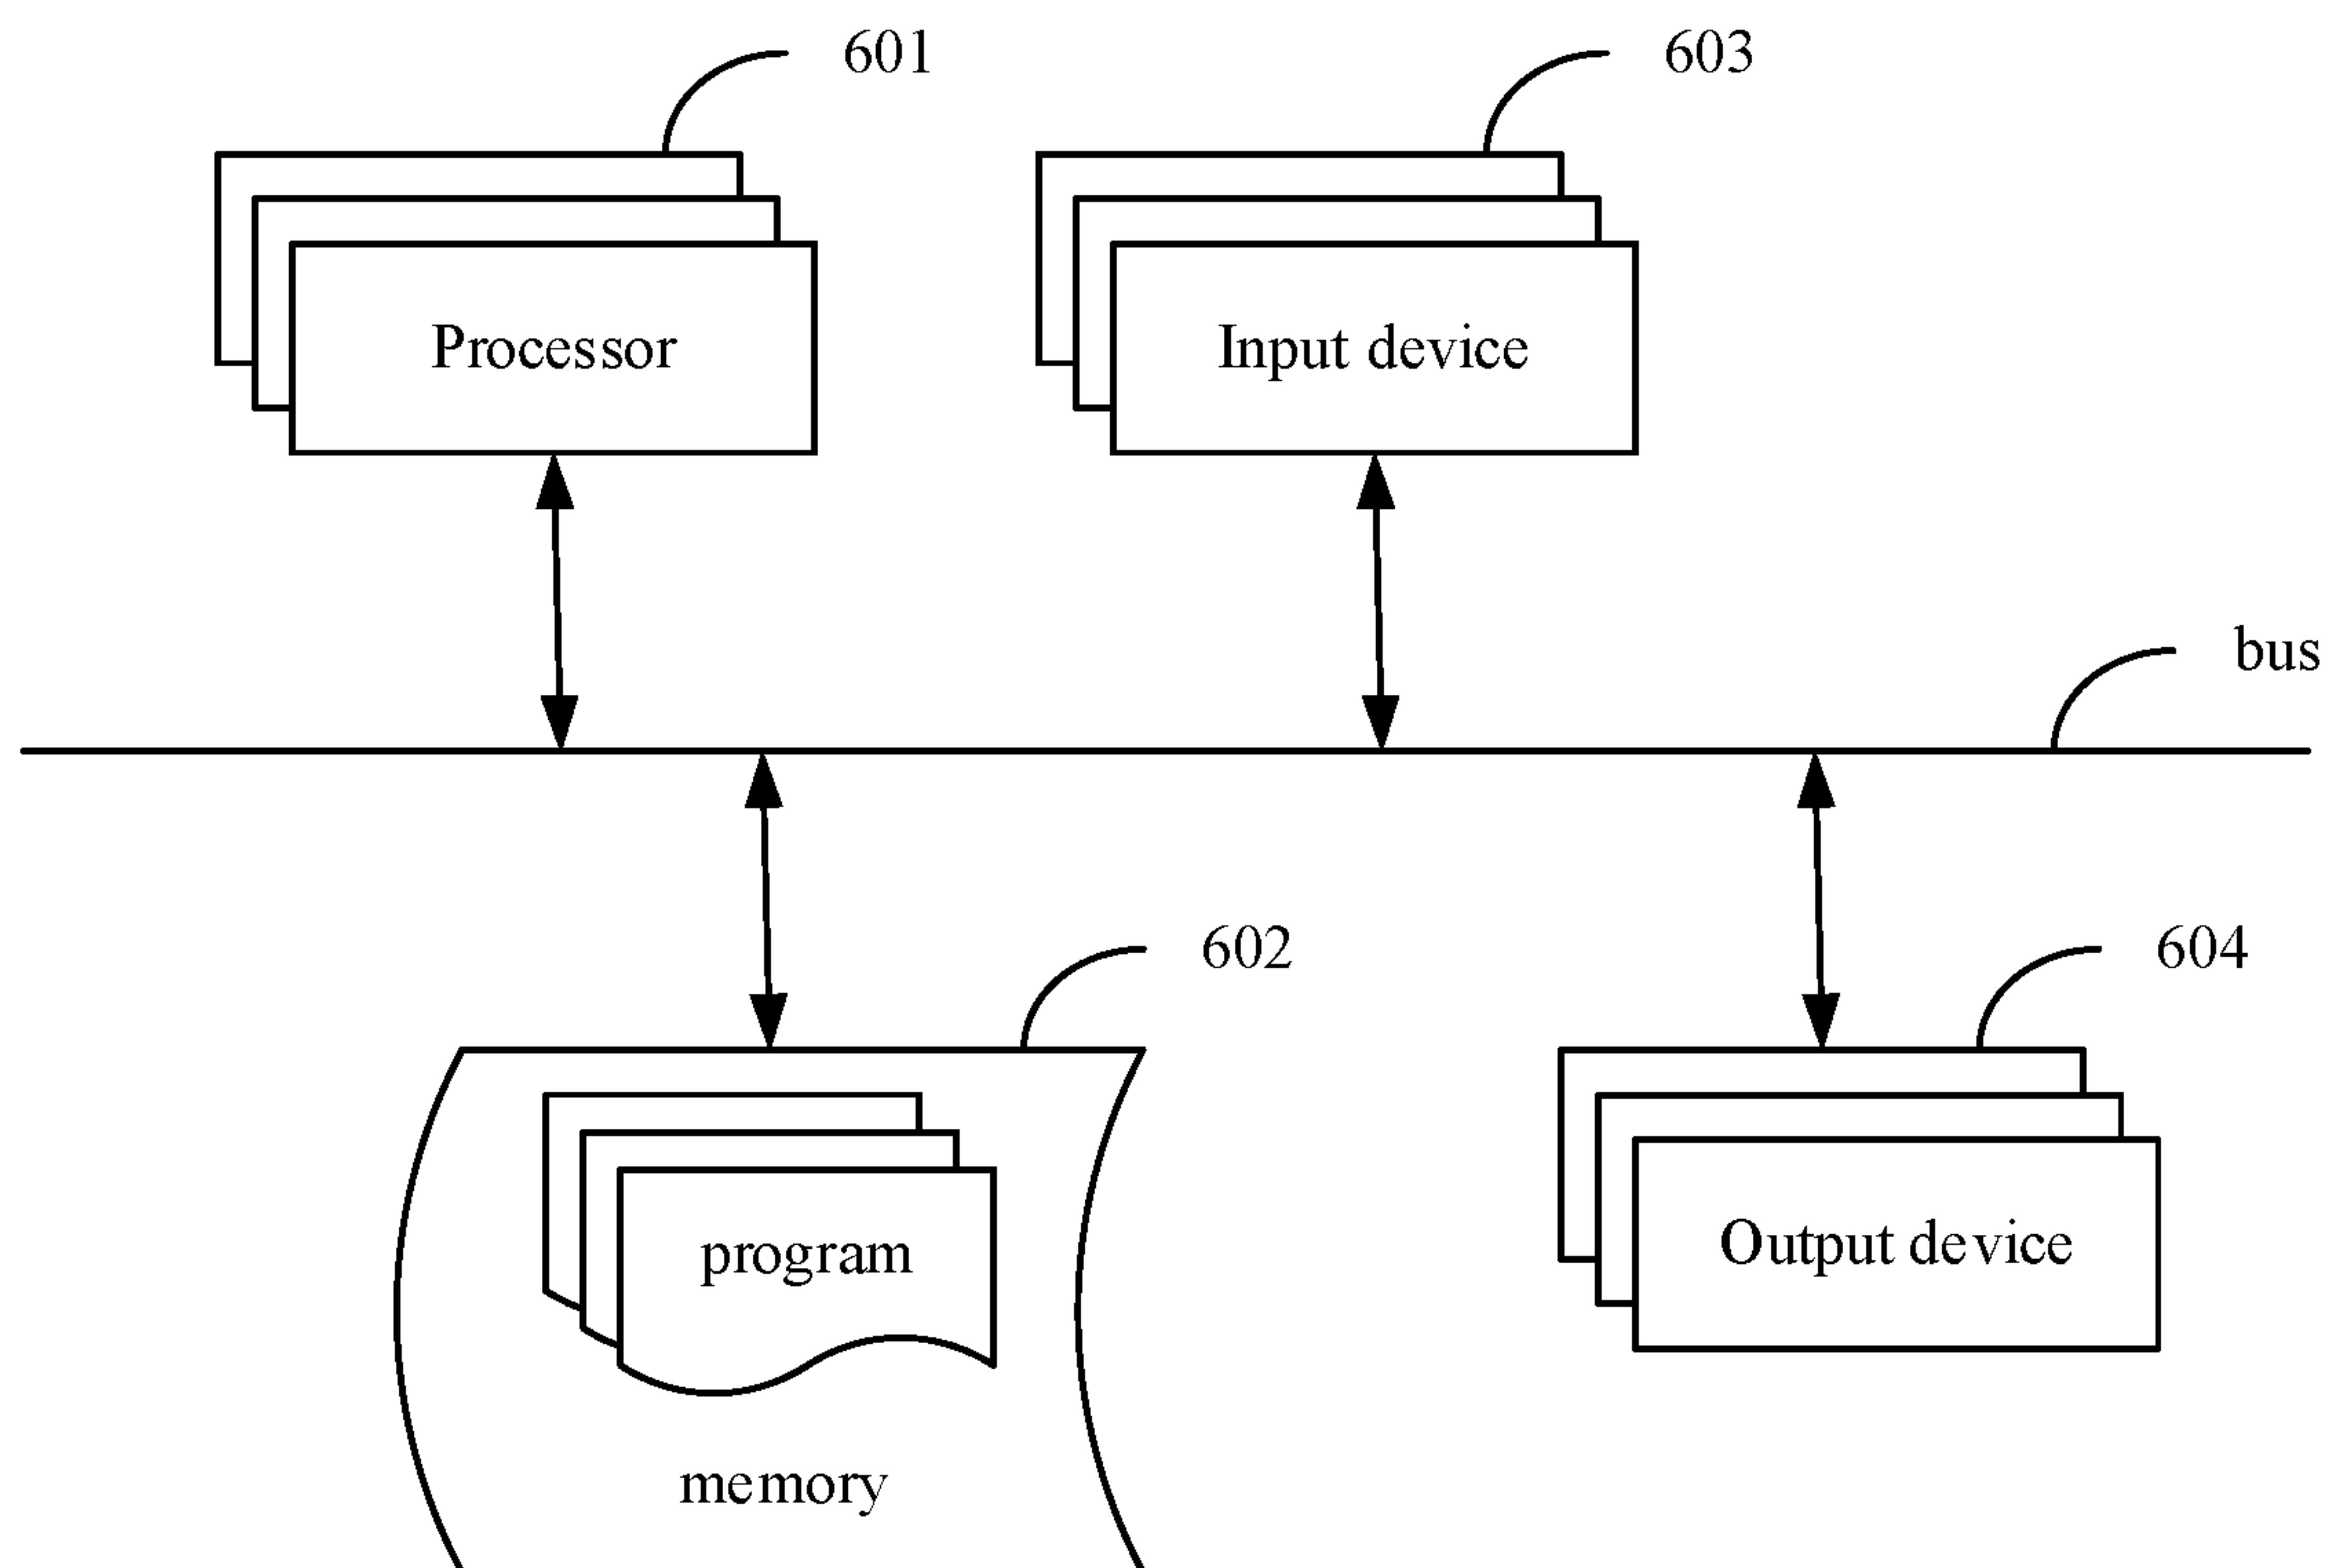 601
603
Processor
Input device
bus
602
604
program
Output device
memory